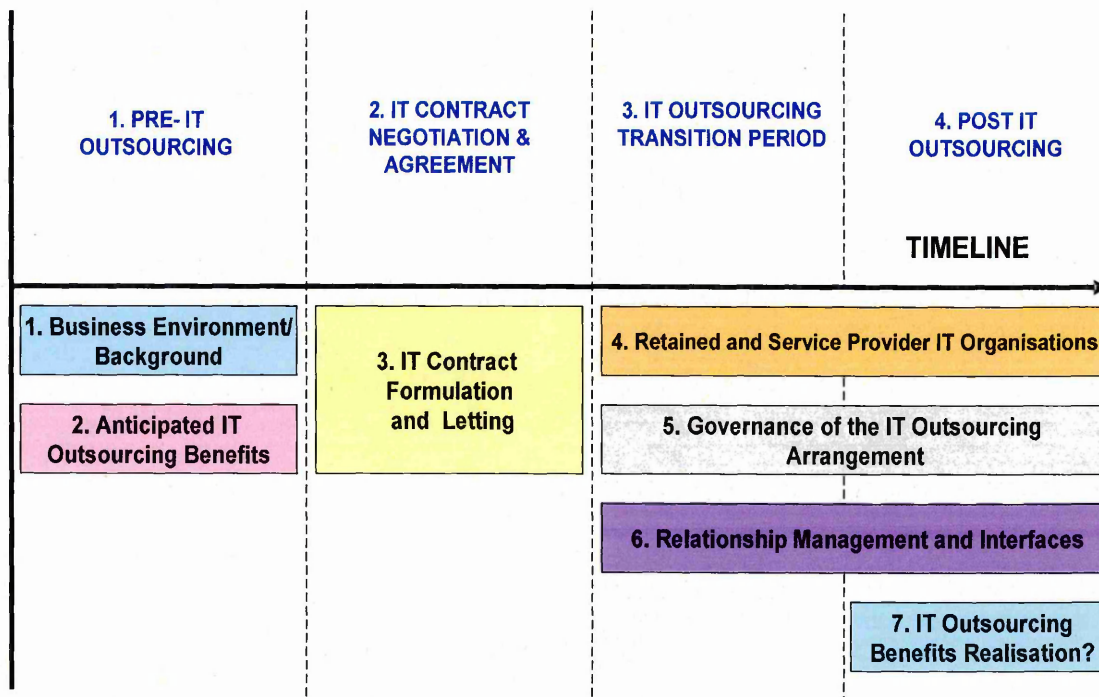 1. PRE- IT
OUTSOURCING
2. IT CONTRACT
NEGOTIATION &
AGREEMENT
3. IT OUTSOURCING
TRANSITION PERIOD
4. POST IT
OUTSOURCING
TIMELINE
1. Business Environment/
Background
2. Anticipated IT
Outsourcing Benefits
3. IT Contract
Formulation
and Letting
4. Retained and Service Provider IT Organisations
5. Governance of the IT Outsourcing
Arrangement
6. Relationship Management and Interfaces
7. IT Outsourcing
Benefits Realisation?